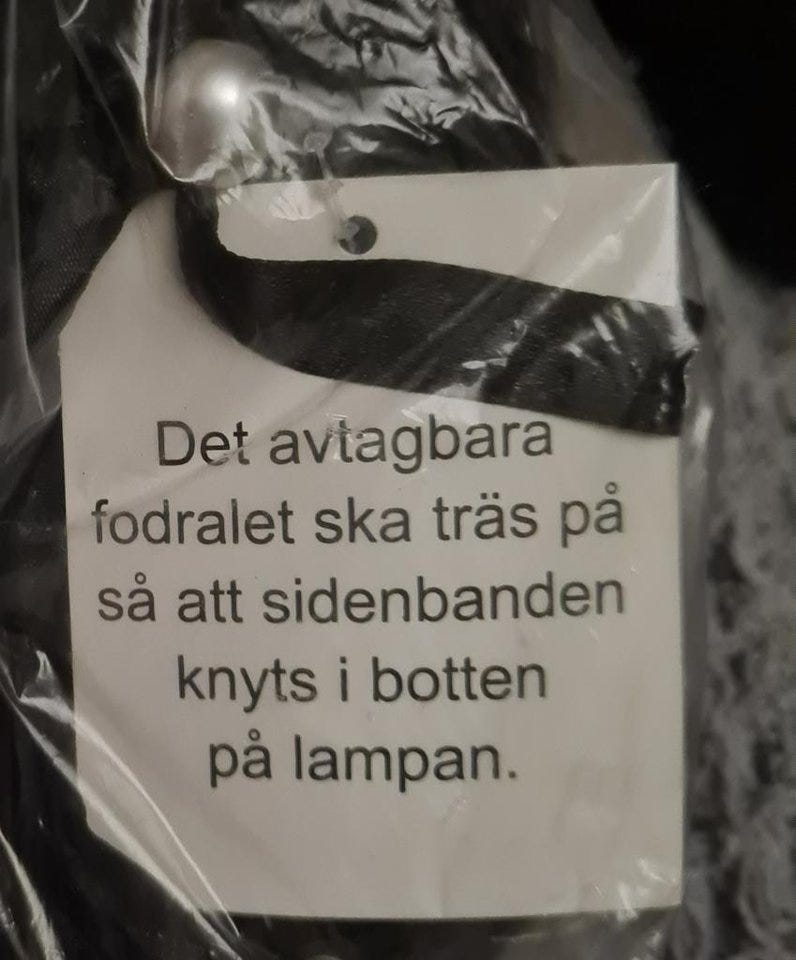 Det avtagbara
fodralet ska träs på
så att sidenbanden
knyts i botten
på lampan.